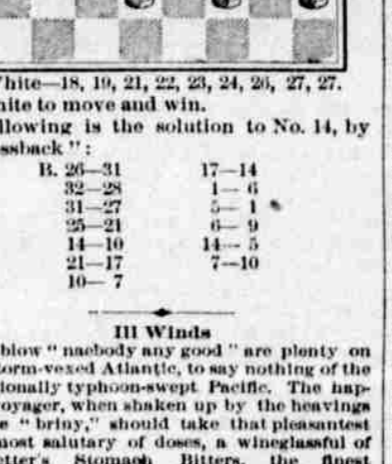 White—18, 19, 21, 22, 23, 24, 26, 27, 27.
White to move and win.
llowing is the solution to No. 14, by
ssback":
B. 26—31 17—14
32—28 1— 6
31—27 5— 1
25—21 6— 9
14—10 14— 5
21—17 7—10
10— 7
Ill Winds
blow "naebody any good" are plenty on
torm-vexed Atlantic, to say nothing of the
ionally typhoon-swept Pacific. The hap-
oyager, when shaken up by the heavings
e "briny," should take that pleasantest
most salutary of doses, a wineglassful of
etter's Stomach Bitters, the finest